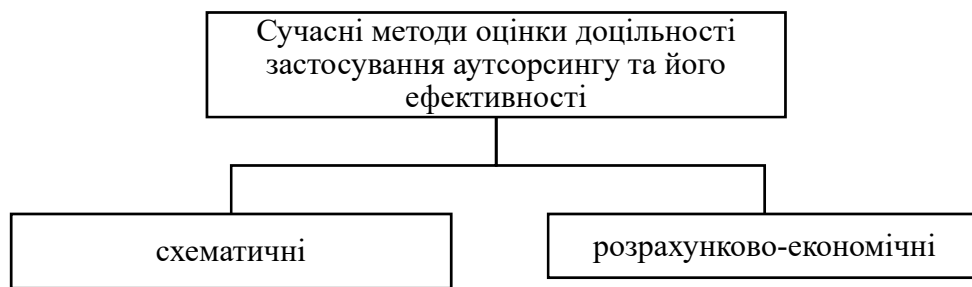 Сучасні методи оцінки доцільності
застосування аутсорсингу та його
ефективності
схематичні
розрахунково-економічні